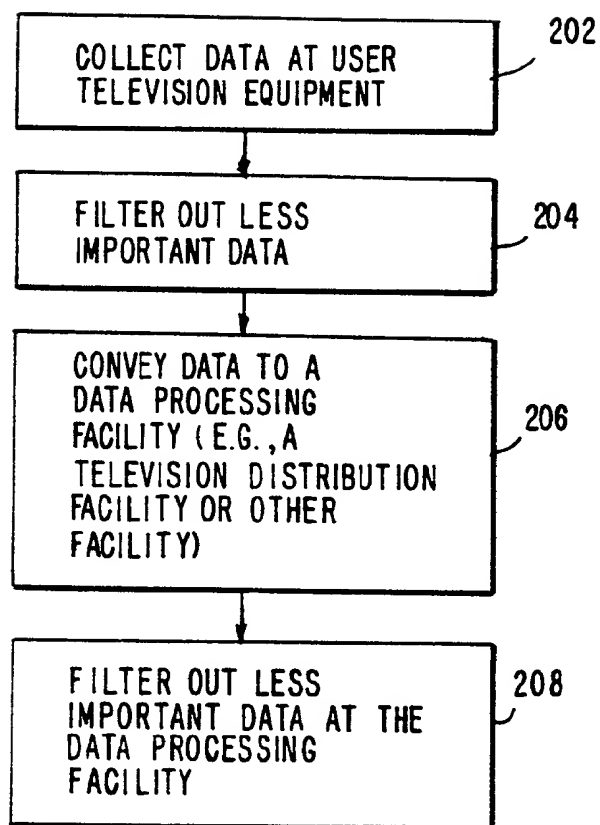 202
COLLECT DATA AT USER
TELEVISION EQUIPMENT
204
FILTER OUT LESS
IMPORTANT DATA
CONVEY DATA TO A
DATA PROCESSING
FACILITY (E.G., A
TELEVISION DISTRIBUTION
FACILITY OR OTHER
FACILITY)
206
FILTER OUT LESS
IMPORTANT DATA AT THE
DATA PROCESSING
FACILITY
208